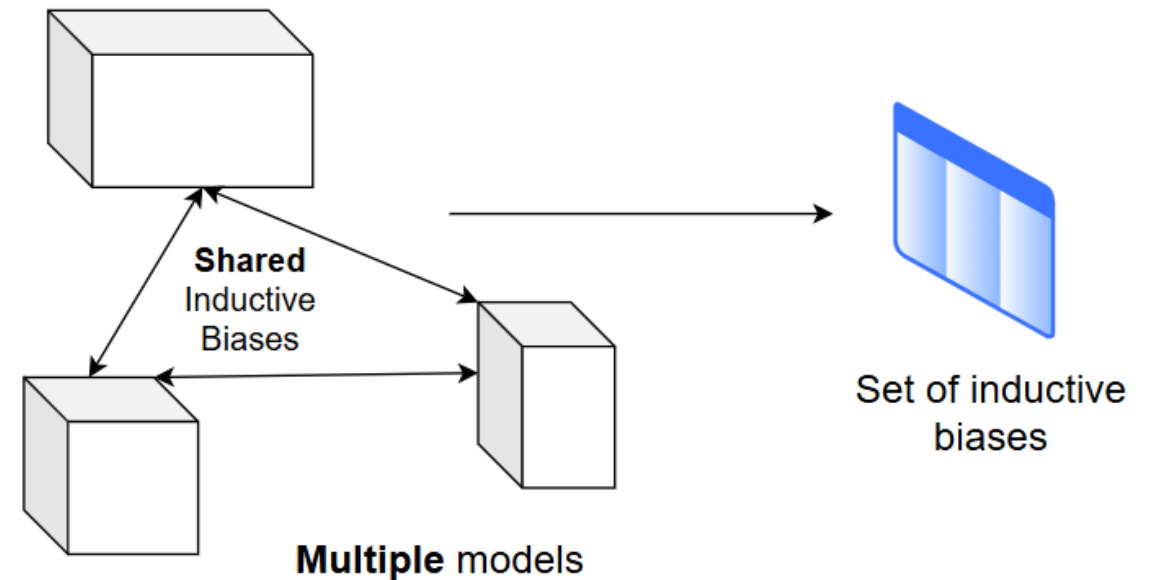 Shared
Inductive
Biases
Multiple models
Set of inductive
biases